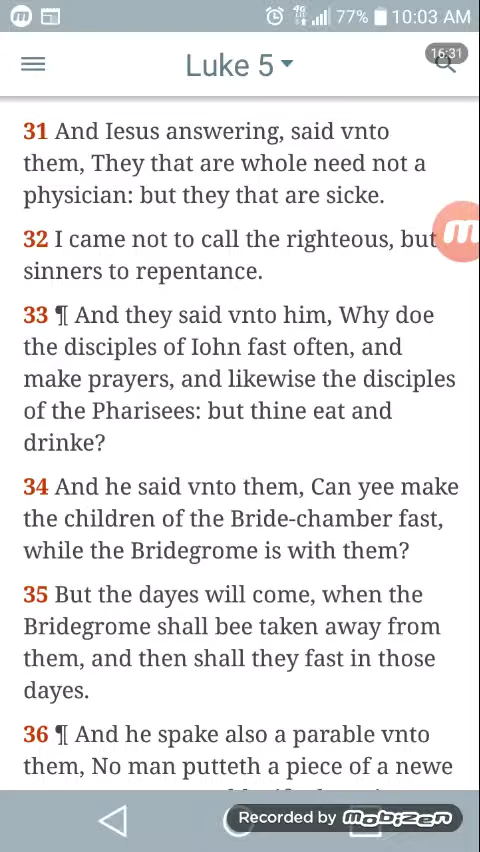 4G
77%
10:03 AM
Luke 5
16:31
31 And Iesus answering, said vnto
them, They that are whole need not a
physician: but they that are sicke.
32 I came not to call the righteous, but
sinners to repentance.
33 ¶ And they said vnto him, Why doe
the disciples of Iohn fast often, and
make prayers, and likewise the disciples
of the Pharisees: but thine eat and
drinke?
34 And he said vnto them, Can yee make
the children of the Bride-chamber fast,
while the Bridegrome is with them?
35 But the dayes will come, when the
Bridegrome shall bee taken away from
them, and then shall they fast in those
dayes.
36 ¶ And he spake also a parable vnto
them, No man putteth a piece of a newe
Recorded by mobizen